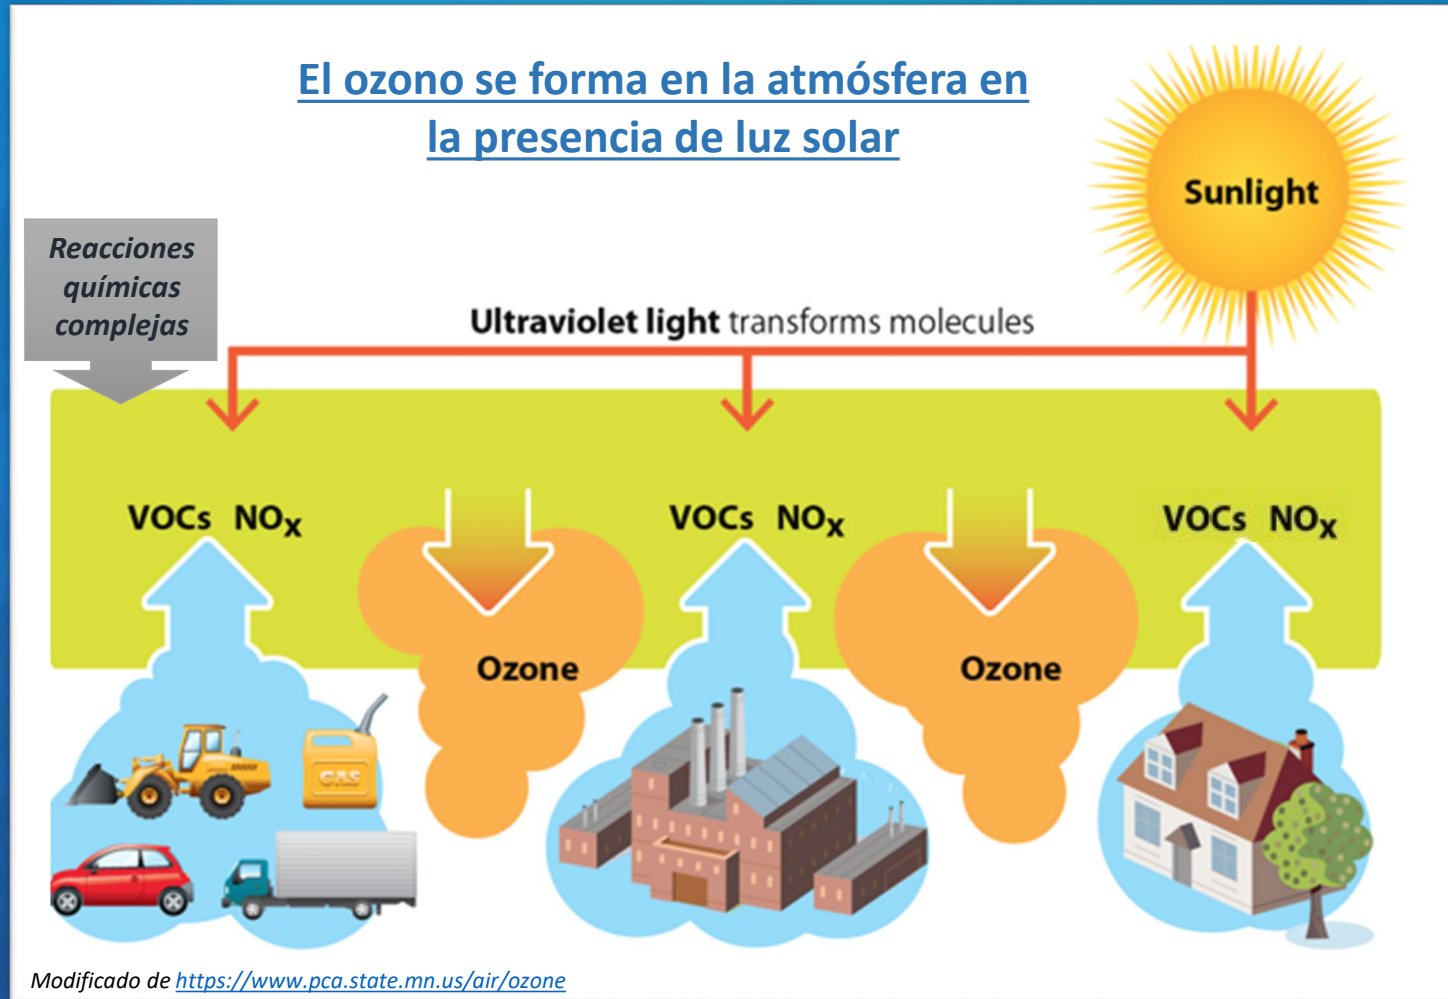 El ozono se forma en la atmósfera en
la presencia de luz solar
Sunlight
Reacciones
químicas
complejas
Ultraviolet light transforms molecules
VOCs NOx
VOCs NOx
VOCs NOx
Ozone
Ozone
GAS
Modificado de https://www.pca.state.mn.us/air/ozone